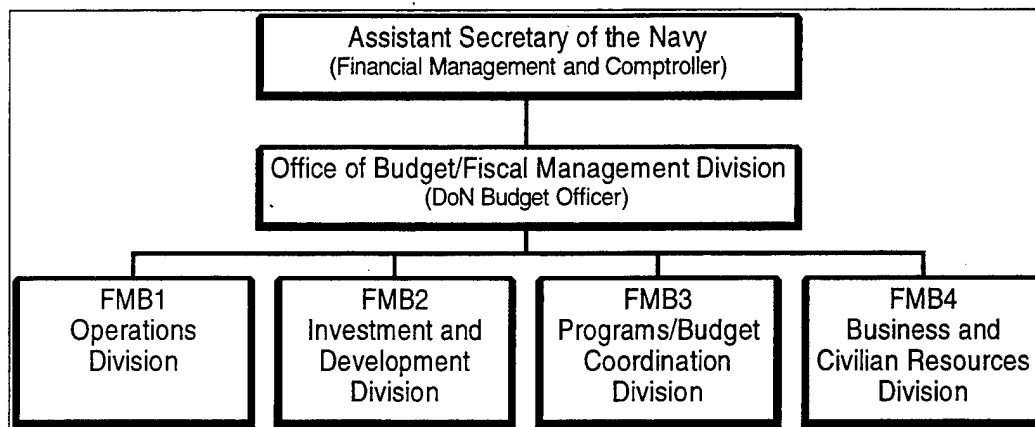 Assistant Secretary of the Navy
(Financial Management and Comptroller)
Office of Budget/Fiscal Management Division
(DoN Budget Officer)
FMB1
Operations
Division
FMB2
Investment and
Development
Division
FMB3
Programs/Budget
Coordination
Division
FMB4
Business and
Civilian Resources
Division